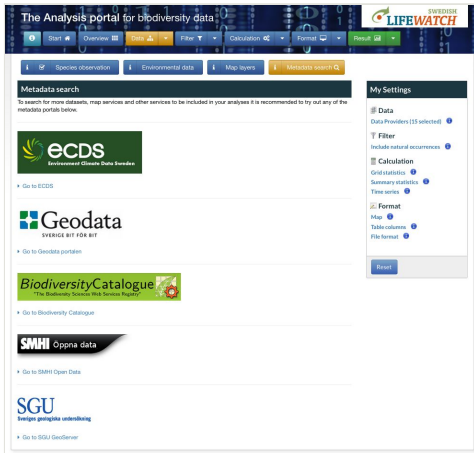 The Analysis portal for biodiversity data
SWEDISH
LIFEWATCH
Start
Overview
Data
Filter
Calculation
Format
Result
Species observation
Environmental data
Map layers
Metadata search
Metadata search
To search for more datasets, map services and other services to be included in your analyses it is recommended to try out any of the
metadata portals below.
ecds
Environment Climate Data Sweden
Go to ECDS
Geodata
SVERIGE BIT FÖR BIT
Go to Geodata portalen
BiodiversityCatalogue
"The Biodiversity Sciences Web Services Registry"
Go to Biodiversity Catalogue
SMHI Öppna data
Go to SMHI Open Data
SGU
Sveriges geologiska undersökning
Go to SGU GeoServer
My Settings
Data
Data Providers (15 selected)
Filter
Include natural occurrences
Calculation
Grid statistics
Summary statistics
Time series
Format
Map
Table columns
File format
Reset